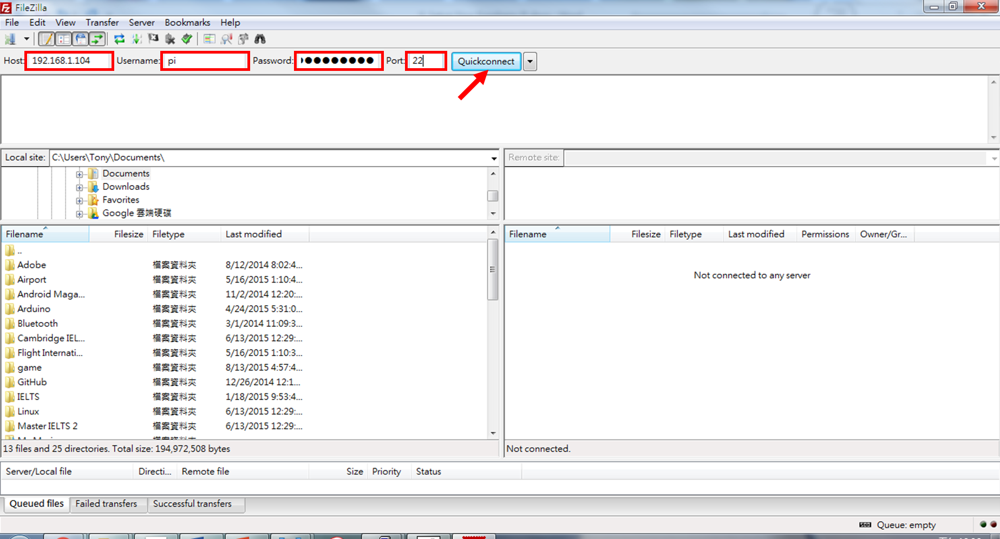 FileZilla
File Edit View Transfer Server Bookmarks Help
Host: 192.168.1.104 Username: pi Password: ●●●●●●●●● Port: 22 Quickconnect
Local site: C:\Users\Tony\Documents\
Remote site:
Documents
Downloads
Favorites
Google 雲端硬碟
Filename Filesize Filetype Last modified
..
Adobe 檔案資料夾 8/12/2014 8:02:4...
Airport 檔案資料夾 5/16/2015 1:10:4...
Android Maga... 檔案資料夾 11/2/2014 12:20:...
Arduino 檔案資料夾 4/24/2015 5:31:0...
Bluetooth 檔案資料夾 3/1/2014 11:09:3...
Cambridge IEL... 檔案資料夾 6/13/2015 12:29:...
Flight Internati... 檔案資料夾 5/16/2015 1:10:3...
game 檔案資料夾 8/13/2015 4:57:4...
GitHub 檔案資料夾 12/26/2014 12:1...
IELTS 檔案資料夾 1/18/2015 9:53:4...
Linux 檔案資料夾 6/13/2015 12:29:...
Master IELTS 2 檔案資料夾 6/13/2015 12:29:...
13 files and 25 directories. Total size: 194,972,508 bytes
Filename Filesize Filetype Last modified Permissions Owner/Gr...
Not connected to any server
Not connected.
Server/Local file Directi... Remote file Size Priority Status
Queued files Failed transfers Successful transfers
Queue: empty